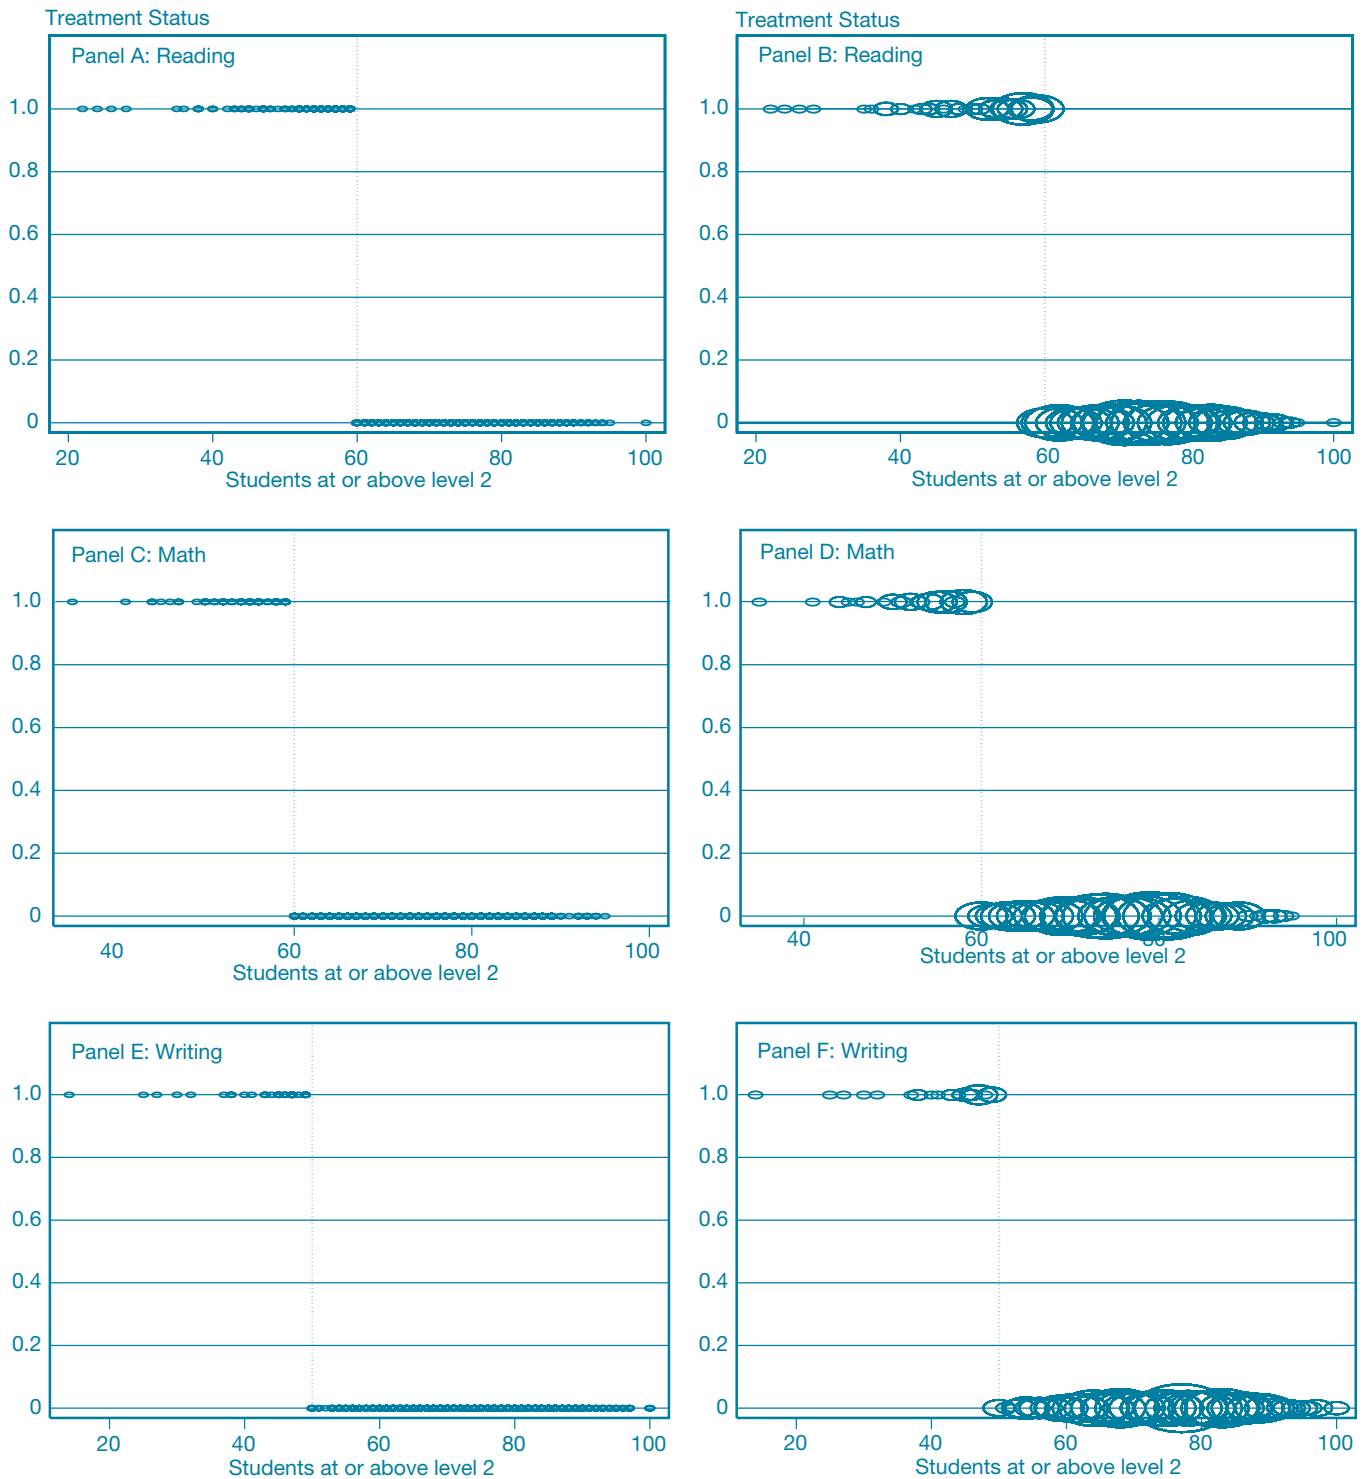 Treatment Status
Panel A: Reading
1.0
0.8
0.6
0.4
0.2
0
20 40 60 80 100
Students at or above level 2
Treatment Status
Panel B: Reading
1.0
0.8
0.6
0.4
0.2
0
20 40 60 80 100
Students at or above level 2
Panel C: Math
1.0
0.8
0.6
0.4
0.2
0
40 60 80 100
Students at or above level 2
Panel D: Math
1.0
0.8
0.6
0.4
0.2
0
40 60 80 100
Students at or above level 2
Panel E: Writing
1.0
0.8
0.6
0.4
0.2
0
20 40 60 80 100
Students at or above level 2
Panel F: Writing
1.0
0.8
0.6
0.4
0.2
0
20 40 60 80 100
Students at or above level 2